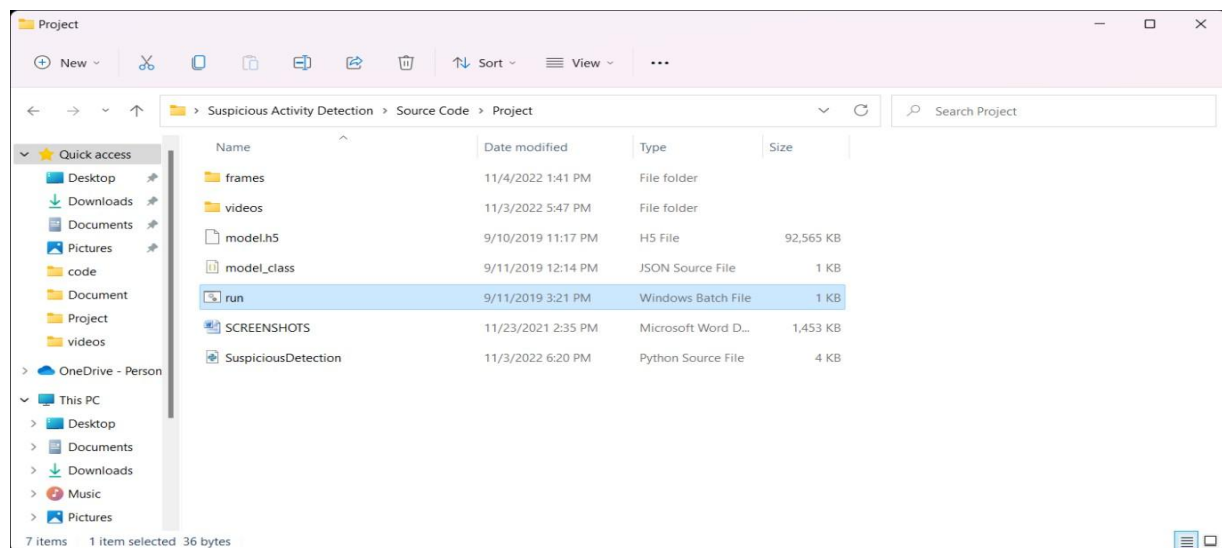 Project
New
Sort
View
Suspicious Activity Detection > Source Code > Project
Search Project
Quick access
Desktop
Downloads
Documents
Pictures
code
Document
Project
videos
OneDrive - Person
This PC
Desktop
Documents
Downloads
Music
Pictures
Name Date modified Type Size
frames 11/4/2022 1:41 PM File folder
videos 11/3/2022 5:47 PM File folder
model.h5 9/10/2019 11:17 PM H5 File 92,565 KB
model_class 9/11/2019 12:14 PM JSON Source File 1 KB
run 9/11/2019 3:21 PM Windows Batch File 1 KB
SCREENSHOTS 11/23/2021 2:35 PM Microsoft Word D... 1,453 KB
SuspiciousDetection 11/3/2022 6:20 PM Python Source File 4 KB
7 items 1 item selected 36 bytes